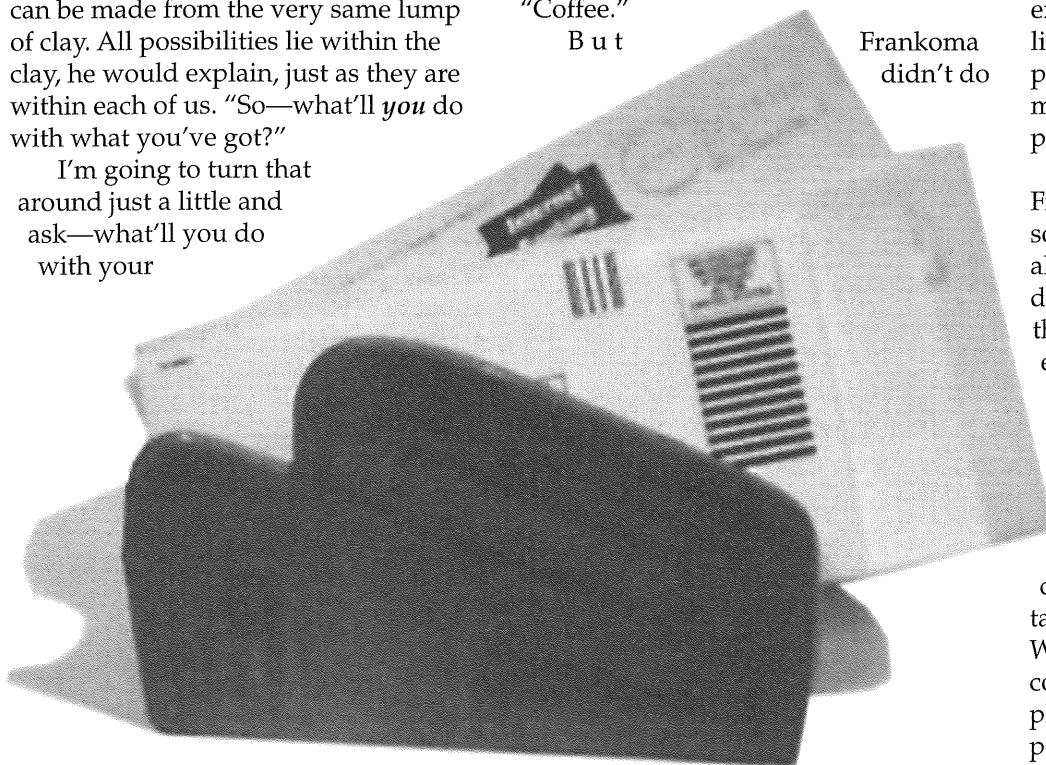 can be made from the very same lump
of clay. All possibilities lie within the
clay, he would explain, just as they are
within each of us. “So—what’ll you do
with what you’ve got?”
I’m going to turn that
around just a little and
ask—what’ll you do
with your
“Coffee.”
But
Frankoma
didn’t do
Internet